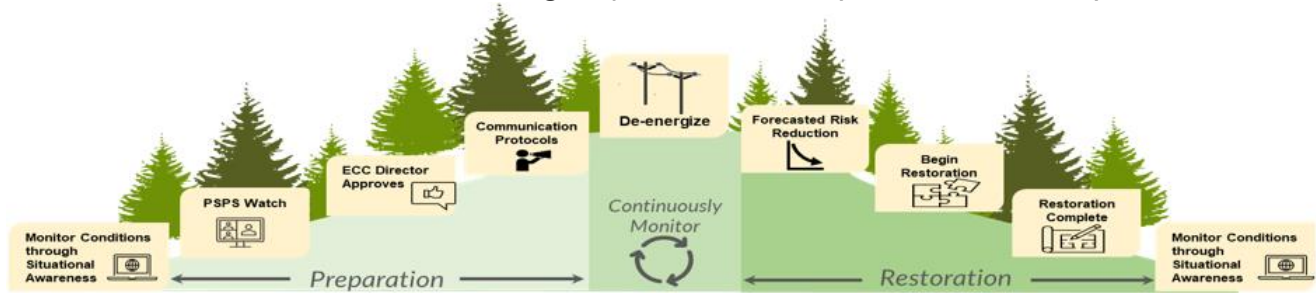 Monitor Conditions
through
Situational
Awareness
PSPS Watch
ECC Director
Approves
Communication
Protocols
De-energize
Forecasted Risk
Reduction
Begin
Restoration
Restoration
Complete
Monitor Conditions
through
Situational
Awareness
Preparation
Continuously
Monitor
Restoration